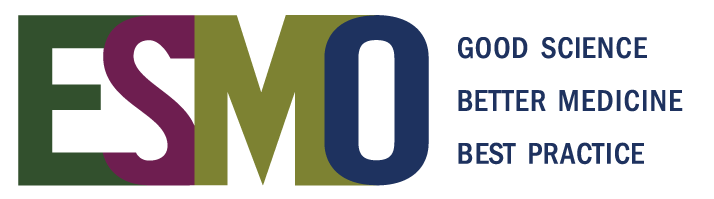 ESMO
GOOD SCIENCE
BETTER MEDICINE
BEST PRACTICE